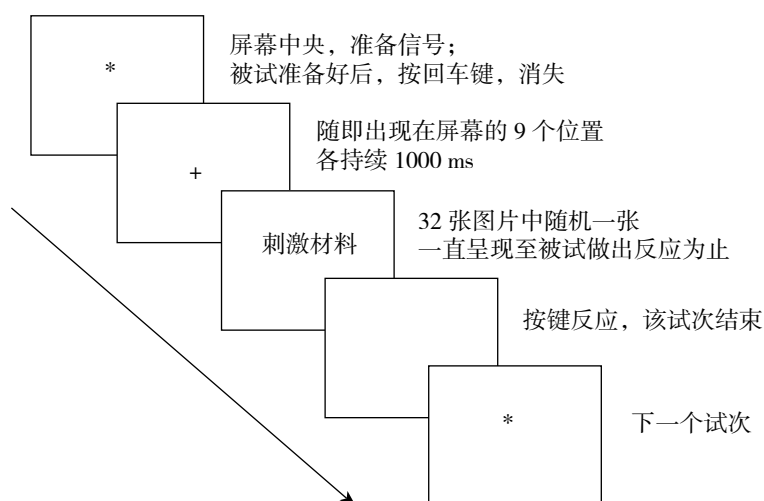 *
屏幕中央，准备信号；
被试准备好后，按回车键，消失
+
随即出现在屏幕的 9 个位置
各持续 1000 ms
刺激材料
32 张图片中随机一张
一直呈现至被试做出反应为止
按键反应，该试次结束
*
下一个试次